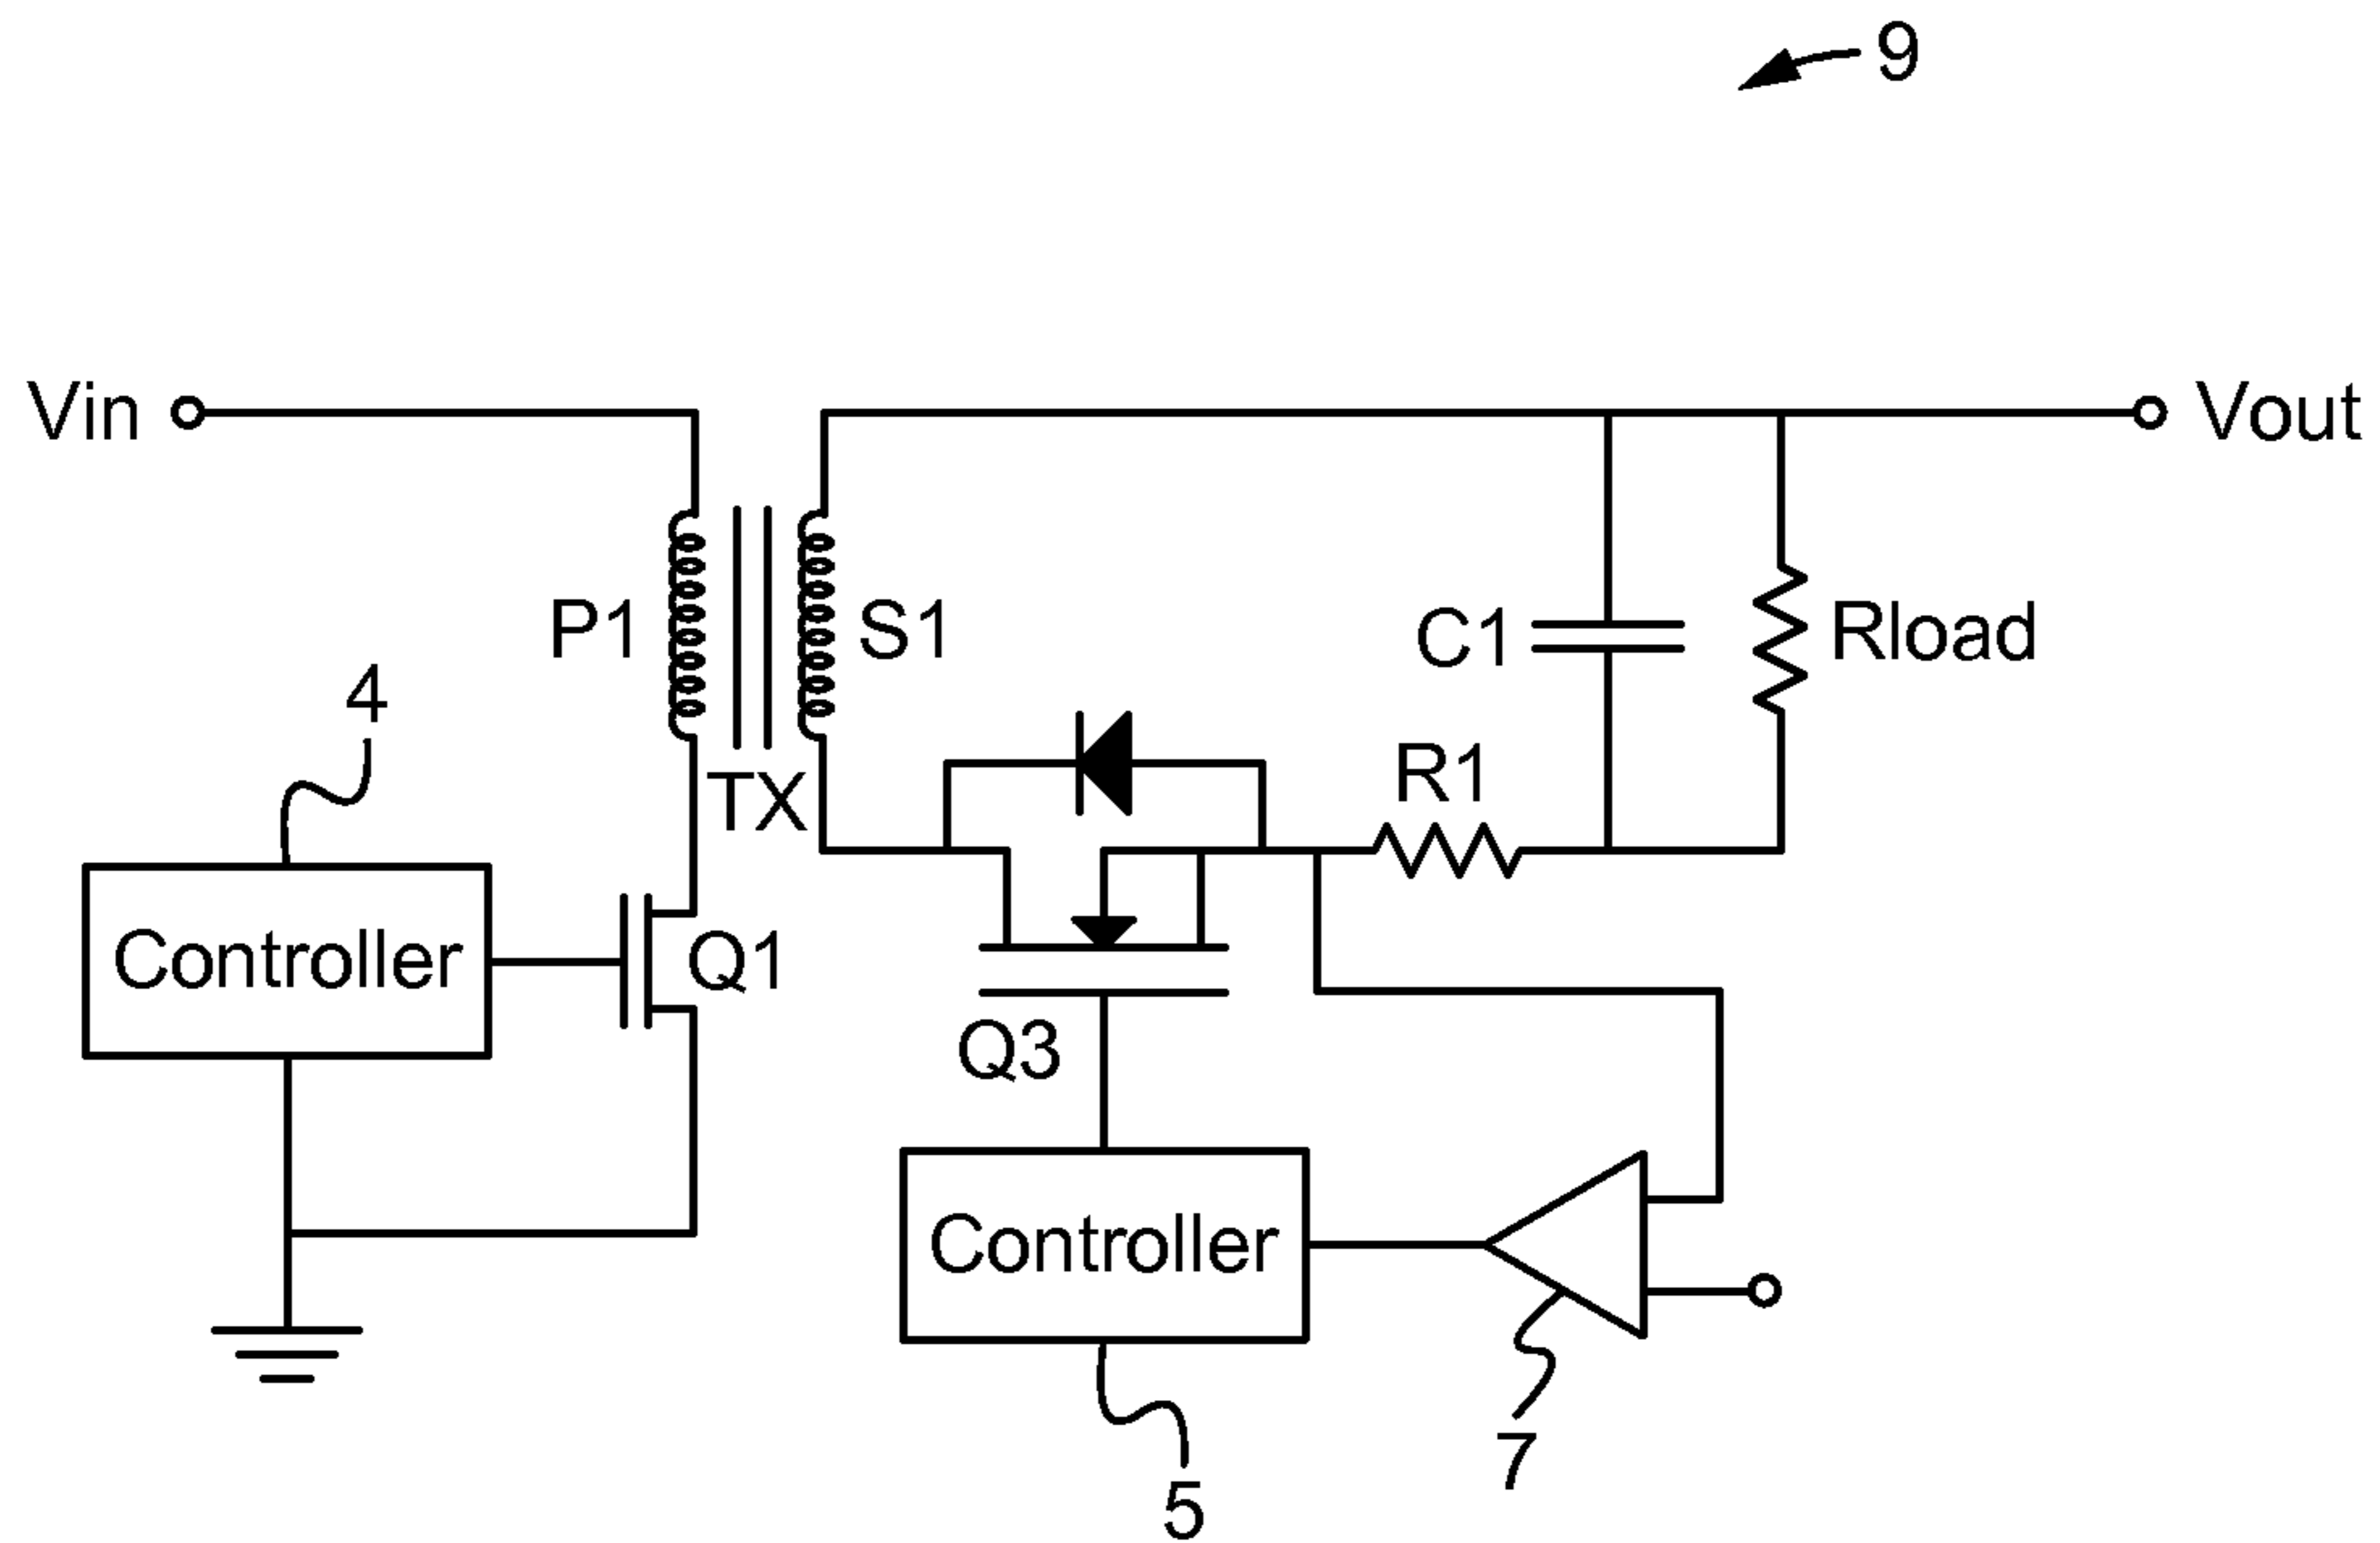 9
Vin
Vout
P1
S1
C1
Rload
4
TX
R1
Controller
Q1
Q3
Controller
7
5